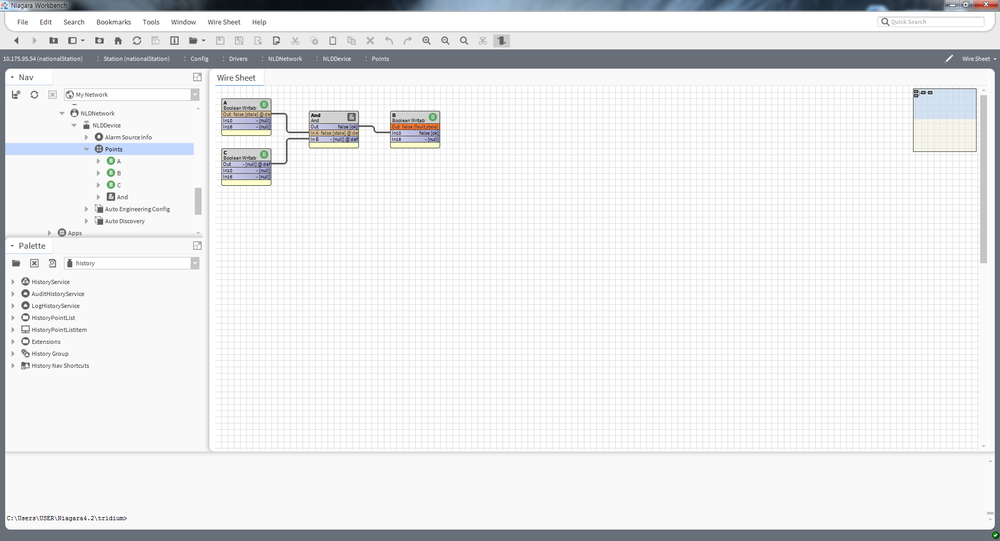 Niagara Workbench
File Edit Search Bookmarks Tools Window Wire Sheet Help
Quick Search
10.175.95.54 (nationalStation) : Station (nationalStation) : Config : Drivers : NLDNetwork : NLDDevice : Points
Wire Sheet
Nav
My Network
NLDNetwork
NLDDevice
Alarm Source Info
Points
B A
B B
B C
& And
Auto Engineering Config
Auto Discovery
Apps
Palette
history
HistoryService
AuditHistoryService
LogHistoryService
HistoryPointList
HistoryPointListItem
Extensions
History Group
History Nav Shortcuts
Wire Sheet
A
Boolean Writabl
B
Out false {stale} @ de
In10 - {null}
In16 - {null}
C
Boolean Writabl
B
Out - {null} @ def
In10 - {null}
In16 - {null}
And
And
&
Out false {ok}
In A false {stale} @ de
In B - {null} @ def
B
Boolean Writabl
B
Out false {fault,stale}
In10 false {ok}
In16 - {null}
C:\Users\USER\Niagara4.2\tridium>